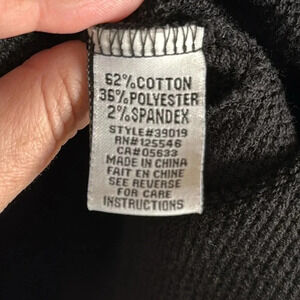 62%COTTON
36%POLYESTER
2%SPANDEX
STYLE#39019
RN#125546
CA#05633
MADE IN CHINA
FAIT EN CHINE
SEE REVERSE
FOR CARE
INSTRUCTIONS